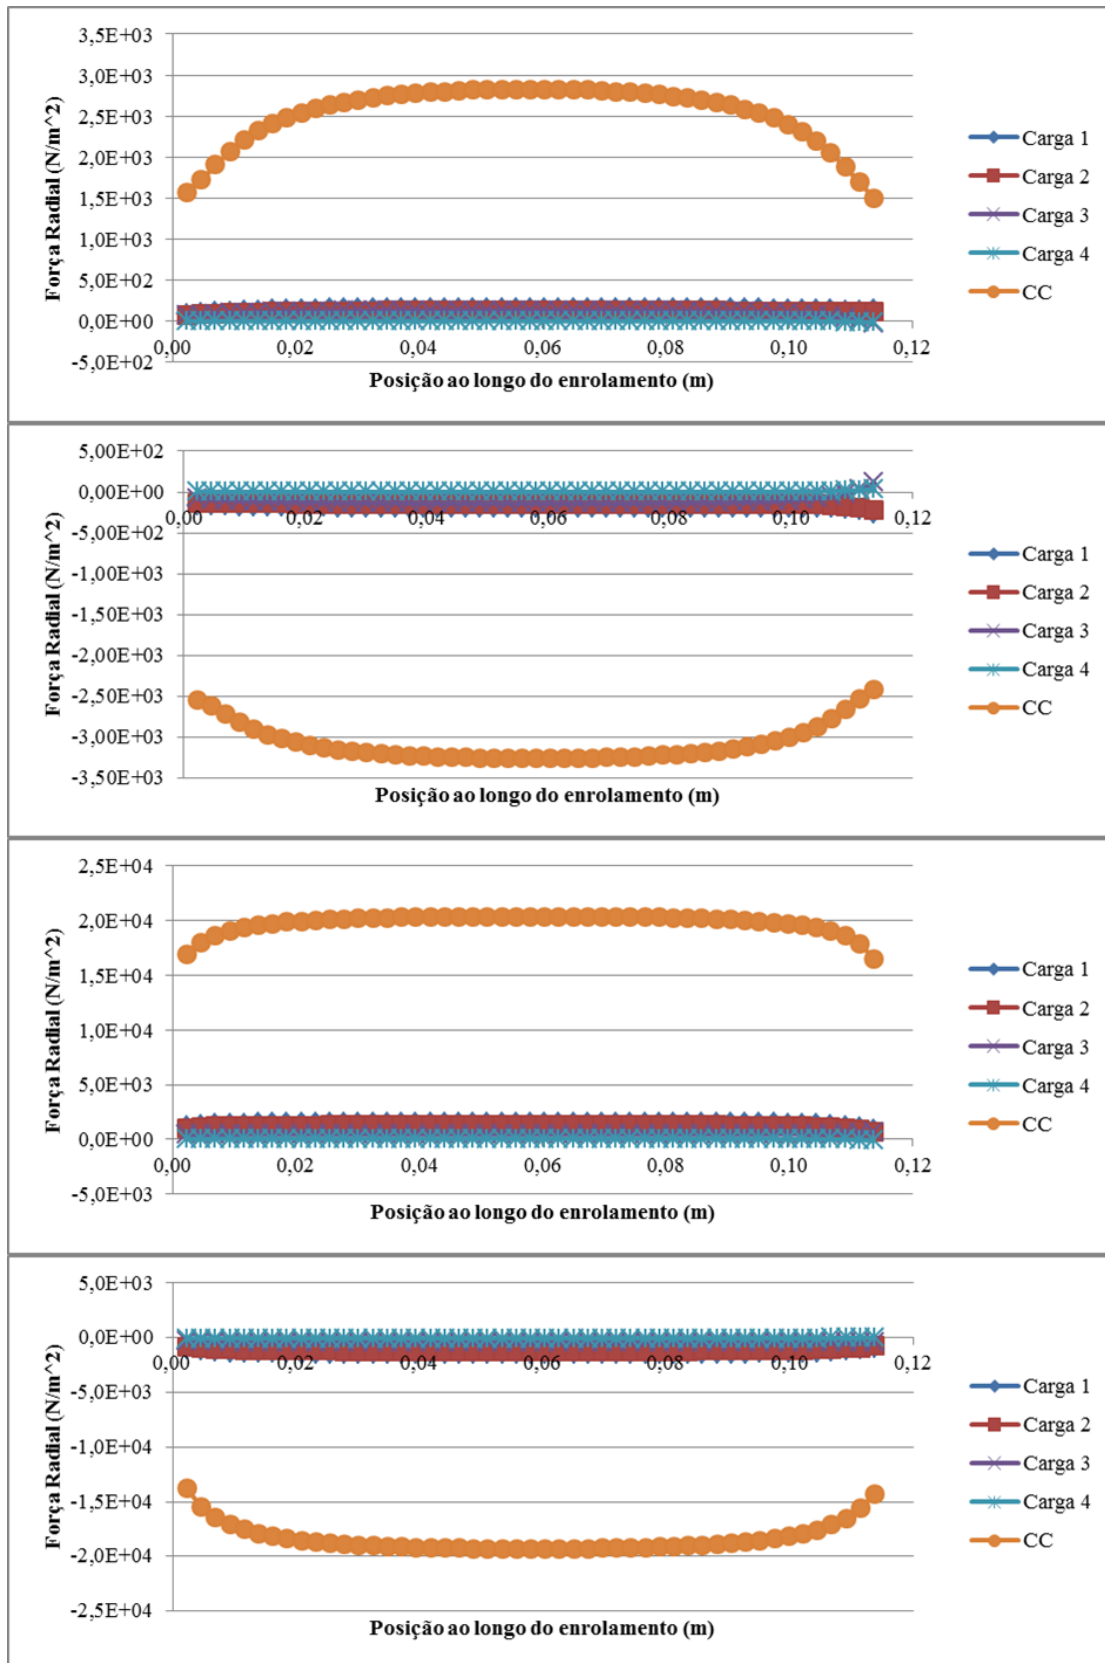 3,5E+03
3,0E+03
2,5E+03
2,0E+03
1,5E+03
1,0E+03
5,0E+02
0,0E+00
-5,0E+02
Força Radial (N/m^2)
0,00 0,02 0,04 0,06 0,08 0,10 0,12
Posição ao longo do enrolamento (m)
Carga 1
Carga 2
Carga 3
Carga 4
CC
5,00E+02
0,00E+00
-5,00E+02
-1,00E+03
-1,50E+03
-2,00E+03
-2,50E+03
-3,00E+03
-3,50E+03
Força Radial (N/m^2)
0,00 0,02 0,04 0,06 0,08 0,10 0,12
Posição ao longo do enrolamento (m)
Carga 1
Carga 2
Carga 3
Carga 4
CC
2,5E+04
2,0E+04
1,5E+04
1,0E+04
5,0E+03
0,0E+00
-5,0E+03
Força Radial (N/m^2)
0,00 0,02 0,04 0,06 0,08 0,10 0,12
Posição ao longo do enrolamento (m)
Carga 1
Carga 2
Carga 3
Carga 4
CC
5,0E+03
0,0E+00
-5,0E+03
-1,0E+04
-1,5E+04
-2,0E+04
-2,5E+04
Força Radial (N/m^2)
0,00 0,02 0,04 0,06 0,08 0,10 0,12
Posição ao longo do enrolamento (m)
Carga 1
Carga 2
Carga 3
Carga 4
CC